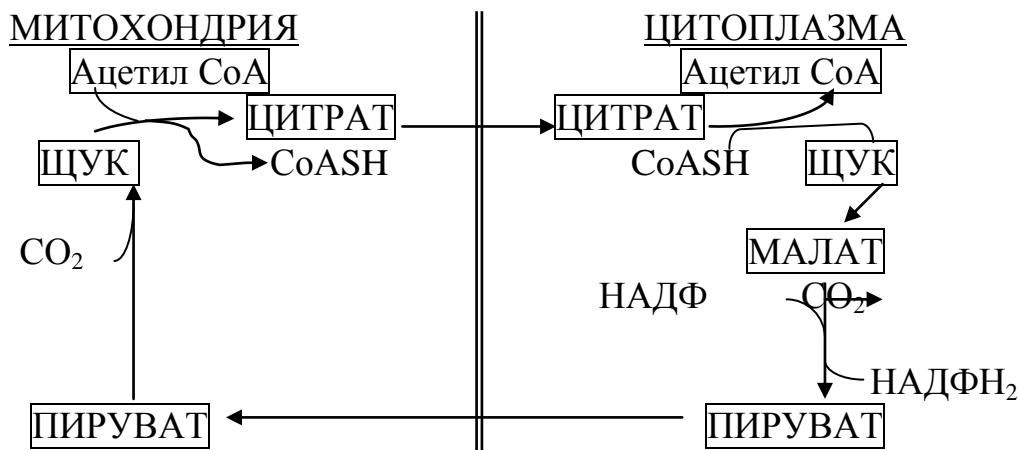 МИТОХОНДРИЯ ЦИТОПЛАЗМА
Ацетил CoA Ацетил CoA
ЦИТРАТ ЦИТРАТ
ЩУК CoASH CoASH ЩУК
CO₂ МАЛАТ
НАДФ CO₂
НАДФН₂
ПИРУВАТ ПИРУВАТ